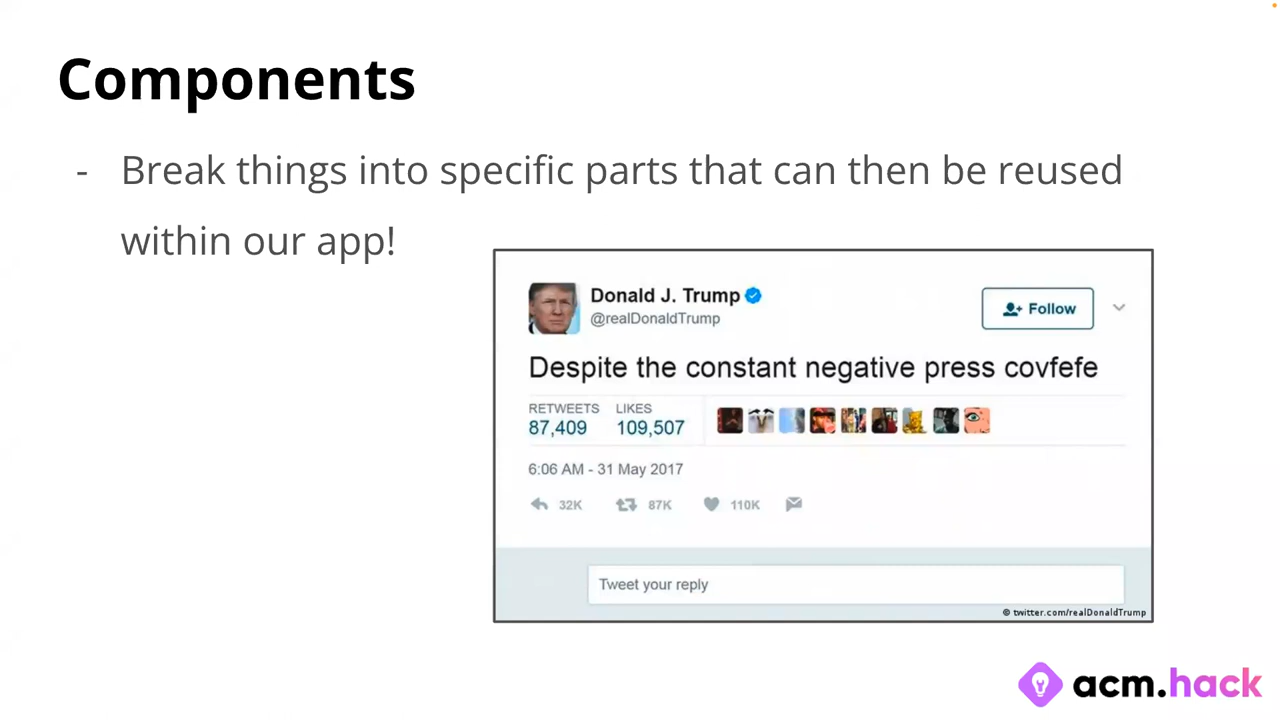 Components
- Break things into specific parts that can then be reused
within our app!
Donald J. Trump
@realDonaldTrump
Follow
Despite the constant negative press covfefe
RETWEETS LIKES
87,409 109,507
6:06 AM - 31 May 2017
32K 87K 110K
Tweet your reply
© twitter.com/realDonaldTrump
acm.hack